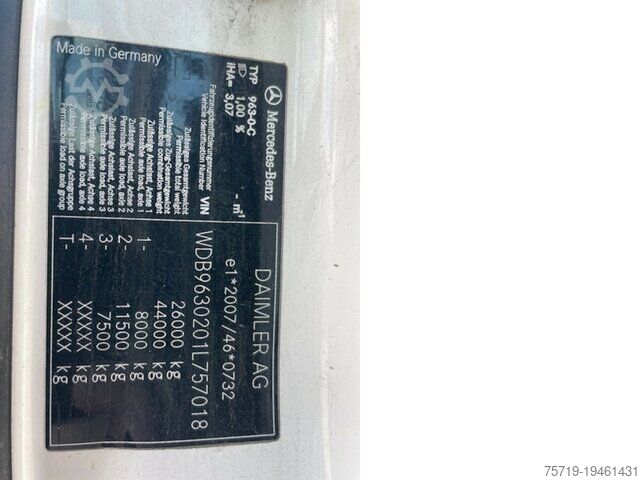 Mercedes-Benz
DAIMLER AG
TYP 963-0-C
e1*2007/46*0732
1,00 %
IHA= 3,07 - m⁻¹
Fahrzeugidentifizierungsnummer
Vehicle Identification Number VIN WDB9630201L757018
Zulässiges Gesamtgewicht
Permissible total weight 26000 kg
Zulässiges Zug-Gesamtgewicht
Permissible combination weight 44000 kg
Zulässige Achslast, Achse 1
Permissible axle load, axle 1 1- 8000 kg
Zulässige Achslast, Achse 2
Permissible axle load, axle 2 2- 11500 kg
Zulässige Achslast, Achse 3
Permissible axle load, axle 3 3- 7500 kg
Zulässige Achslast, Achse 4
Permissible axle load, axle 4 4- XXXXX kg
Zulässige Last der Achsgruppe
Permissible load on axle group T- XXXXX kg
Made in Germany
75719-19461431